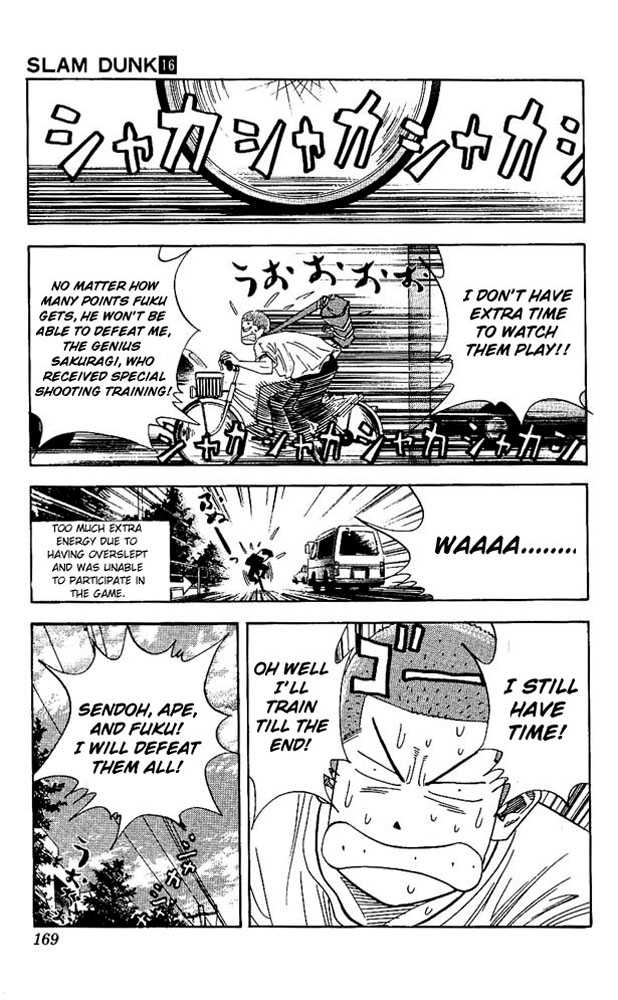 SLAM DUNK 16
シャカシャカシャカシ
I DON'T HAVE
EXTRA TIME
TO WATCH
THEM PLAY!!
うおおおお
NO MATTER HOW
MANY POINTS FUKU
GETS, HE WON'T BE
ABLE TO DEFEAT ME,
THE GENIUS
SAKURAGI, WHO
RECEIVED SPECIAL
SHOOTING TRAINING!
シャカシャカシャカシャカシ
WAAAA........
TOO MUCH EXTRA
ENERGY DUE TO
HAVING OVERSLEPT
AND WAS UNABLE
TO PARTICIPATE IN
THE GAME.
I STILL
HAVE
TIME!
ゴーー
OH WELL
I'LL
TRAIN
TILL THE
END!
SENDOH, APE,
AND FUKU!
I WILL DEFEAT
THEM ALL!
169